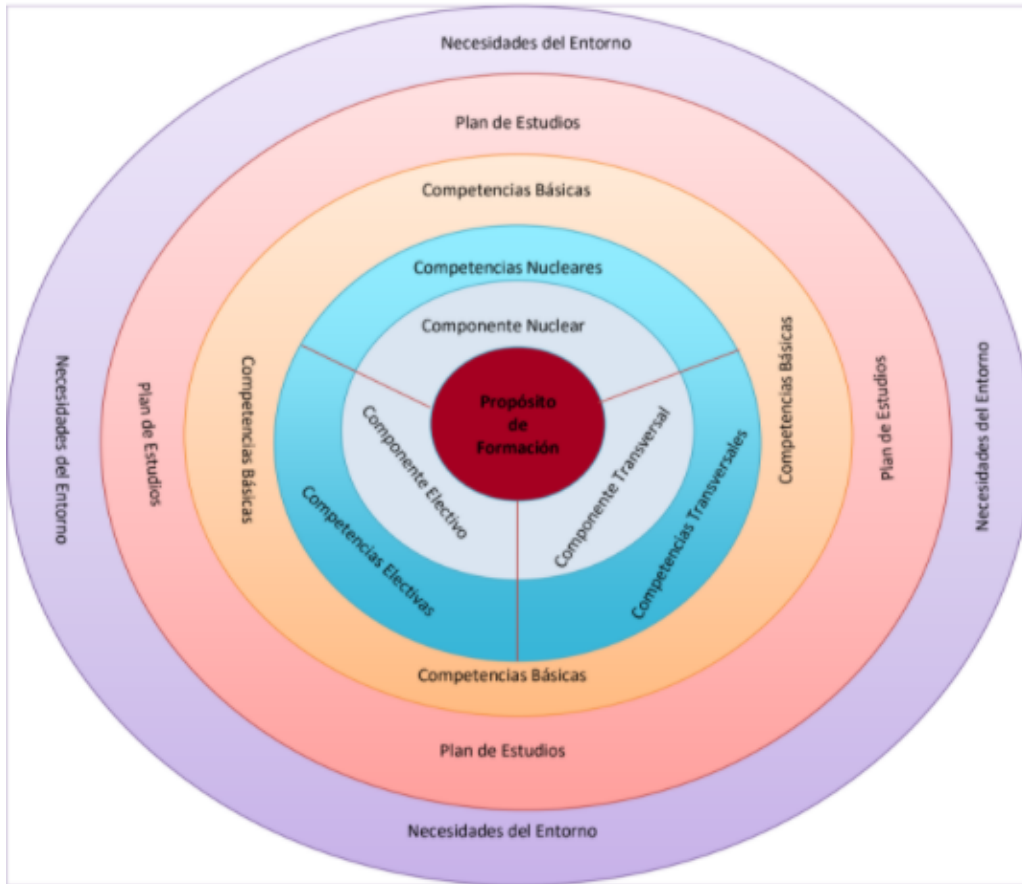 Necesidades del Entorno
Plan de Estudios
Competencias Básicas
Competencias Nucleares
Componente Nuclear
Necesidades del Entorno
Plan de Estudios
Competencias Básicas
Propósito
de
Formación
Competencias Básicas
Plan de Estudios
Necesidades del Entorno
Componente Electivo
Componente Transversal
Competencias Electivas
Competencias Transversales
Competencias Básicas
Plan de Estudios
Necesidades del Entorno